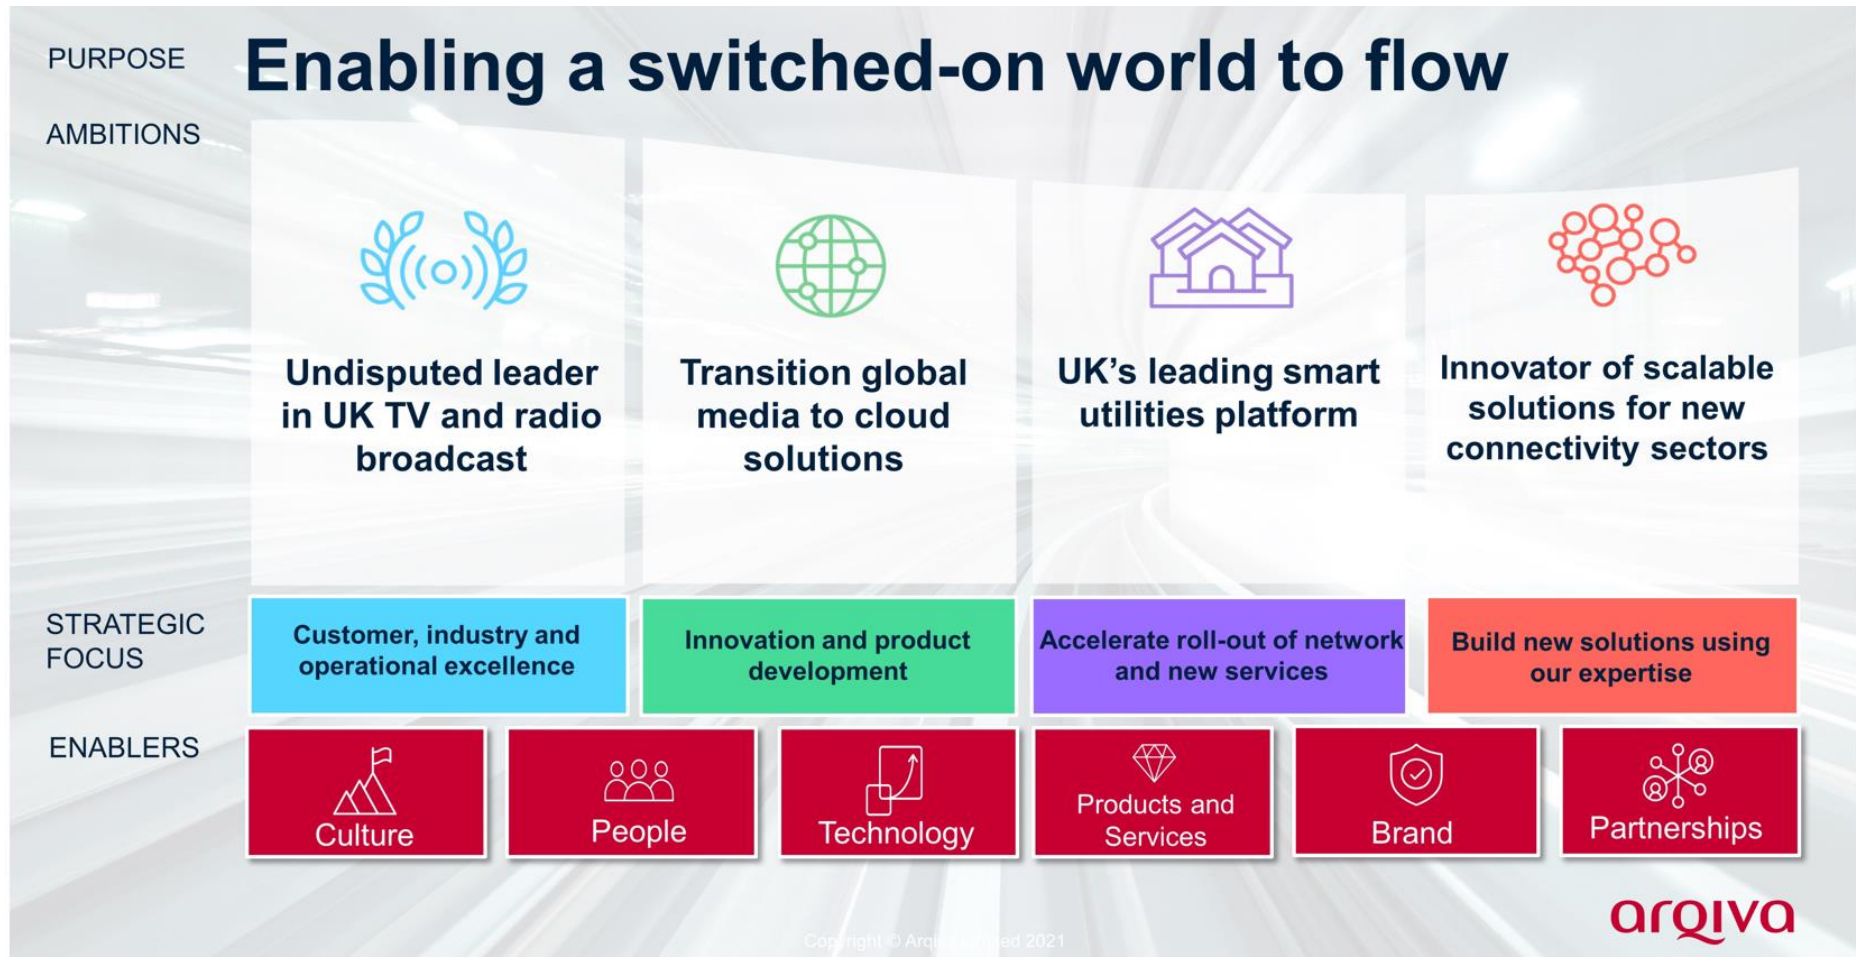 PURPOSE
Enabling a switched-on world to flow
AMBITIONS
Undisputed leader
in UK TV and radio
broadcast
Transition global
media to cloud
solutions
UK's leading smart
utilities platform
Innovator of scalable
solutions for new
connectivity sectors
STRATEGIC
FOCUS
Customer, industry and
operational excellence
Innovation and product
development
Accelerate roll-out of network
and new services
Build new solutions using
our expertise
ENABLERS
Culture
People
Technology
Products and
Services
Brand
Partnerships
arqiva
Copyright © 2021